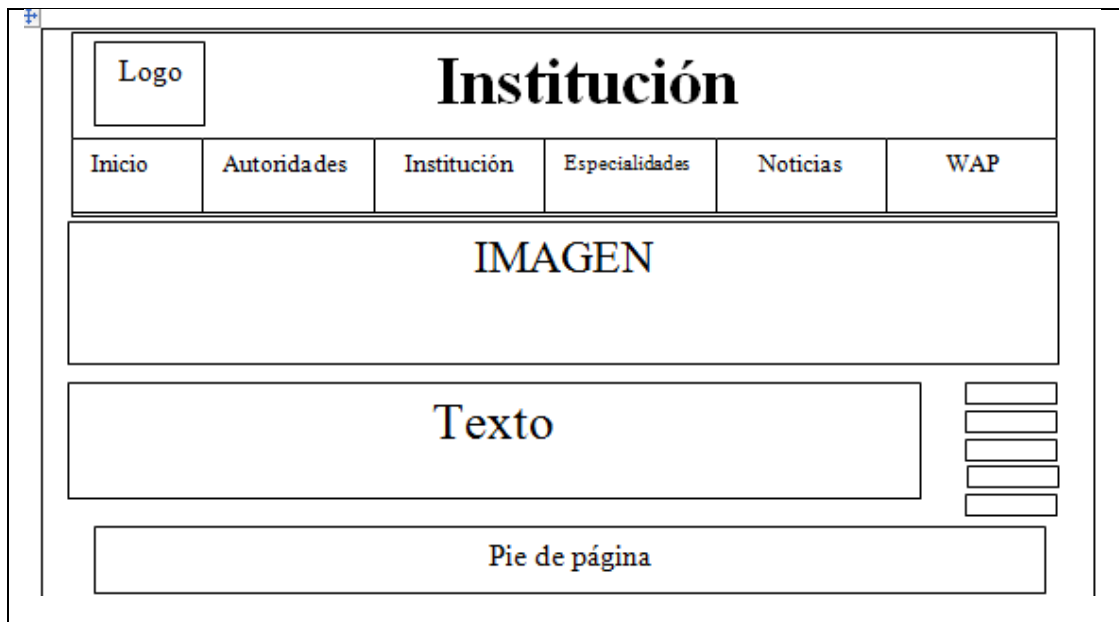 Logo
Institución
Inicio Autoridades Institución Especialidades Noticias WAP
IMAGEN
Texto
Pie de página